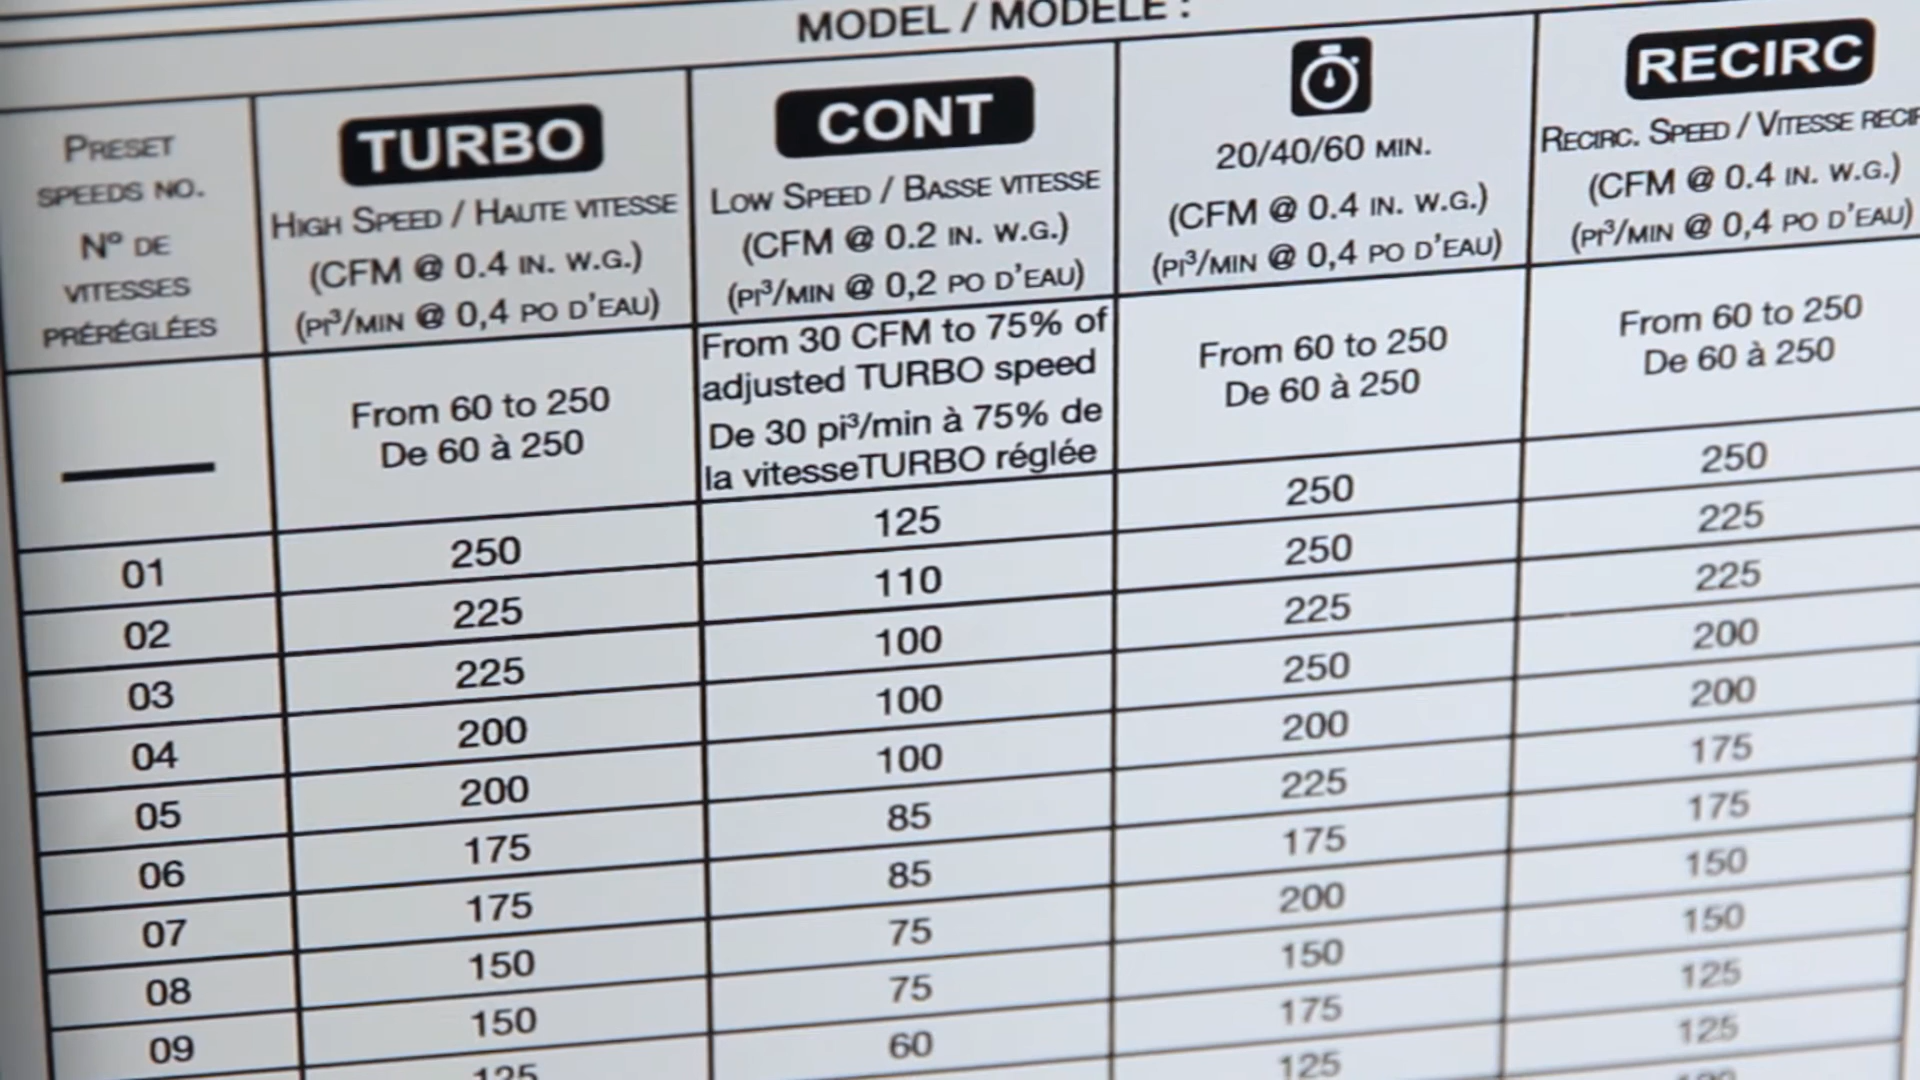 MODEL / MODÈLE :
PRESET
SPEEDS NO.
Nº DE
VITESSES
PRÉRÉGLÉES
TURBO
HIGH SPEED / HAUTE VITESSE
(CFM @ 0.4 IN. W.G.)
(PI³/MIN @ 0,4 PO D'EAU)
CONT
LOW SPEED / BASSE VITESSE
(CFM @ 0.2 IN. W.G.)
(PI³/MIN @ 0,2 PO D'EAU)
20/40/60 MIN.
(CFM @ 0.4 IN. W.G.)
(PI³/MIN @ 0,4 PO D'EAU)
RECIRC
RECIRC. SPEED / VITESSE
(CFM @ 0.4 IN. W.G.)
(PI³/MIN @ 0,4 PO D'EAU)
From 60 to 250
De 60 à 250
From 30 CFM to 75% of
adjusted TURBO speed
De 30 pi³/min à 75% de
la vitesseTURBO réglée
From 60 to 250
De 60 à 250
From 60 to 250
De 60 à 250
01 250 125 250 250
02 225 110 250 225
03 225 100 225 225
04 200 100 250 200
05 200 100 200 200
06 175 85 225 175
07 175 85 175 175
08 150 75 200 150
09 150 75 150 150
125 60 175 125
125 125